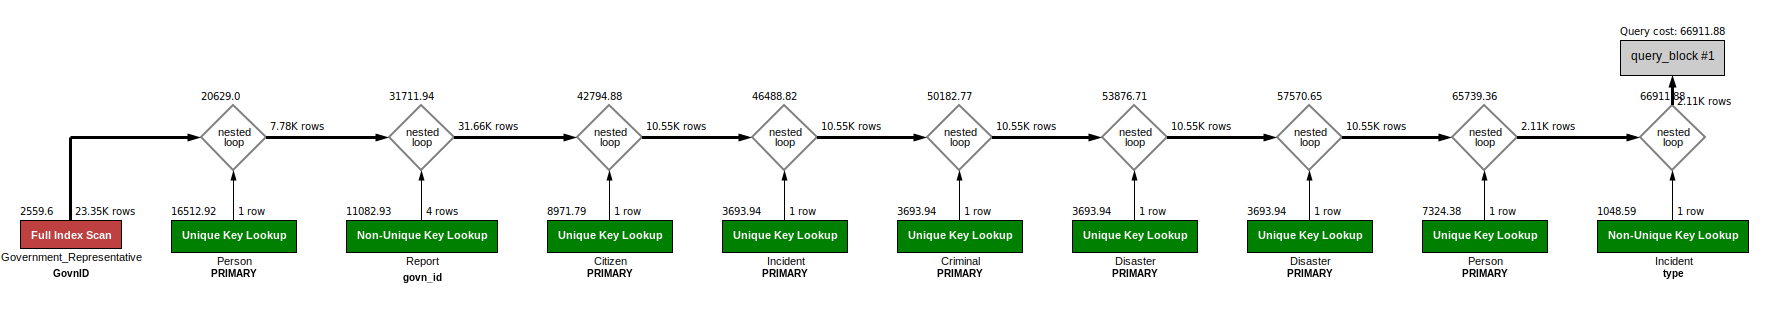 Query cost: 66911.88
query_block #1
20629.0
31711.94
42794.88
46488.82
50182.77
53876.71
57570.65
65739.36
66911.88
2.11K rows
nested loop
7.78K rows
nested loop
31.66K rows
nested loop
10.55K rows
nested loop
10.55K rows
nested loop
10.55K rows
nested loop
10.55K rows
nested loop
10.55K rows
nested loop
2.11K rows
nested loop
2559.6
23.35K rows
16512.92
1 row
11082.93
4 rows
8971.79
1 row
3693.94
1 row
3693.94
1 row
3693.94
1 row
3693.94
1 row
7324.38
1 row
1048.59
1 row
Full Index Scan
Unique Key Lookup
Non-Unique Key Lookup
Unique Key Lookup
Unique Key Lookup
Unique Key Lookup
Unique Key Lookup
Unique Key Lookup
Unique Key Lookup
Non-Unique Key Lookup
Government_Representative
GovnID
Person
PRIMARY
Report
govn_id
Citizen
PRIMARY
Incident
PRIMARY
Criminal
PRIMARY
Disaster
PRIMARY
Disaster
PRIMARY
Person
PRIMARY
Incident
type